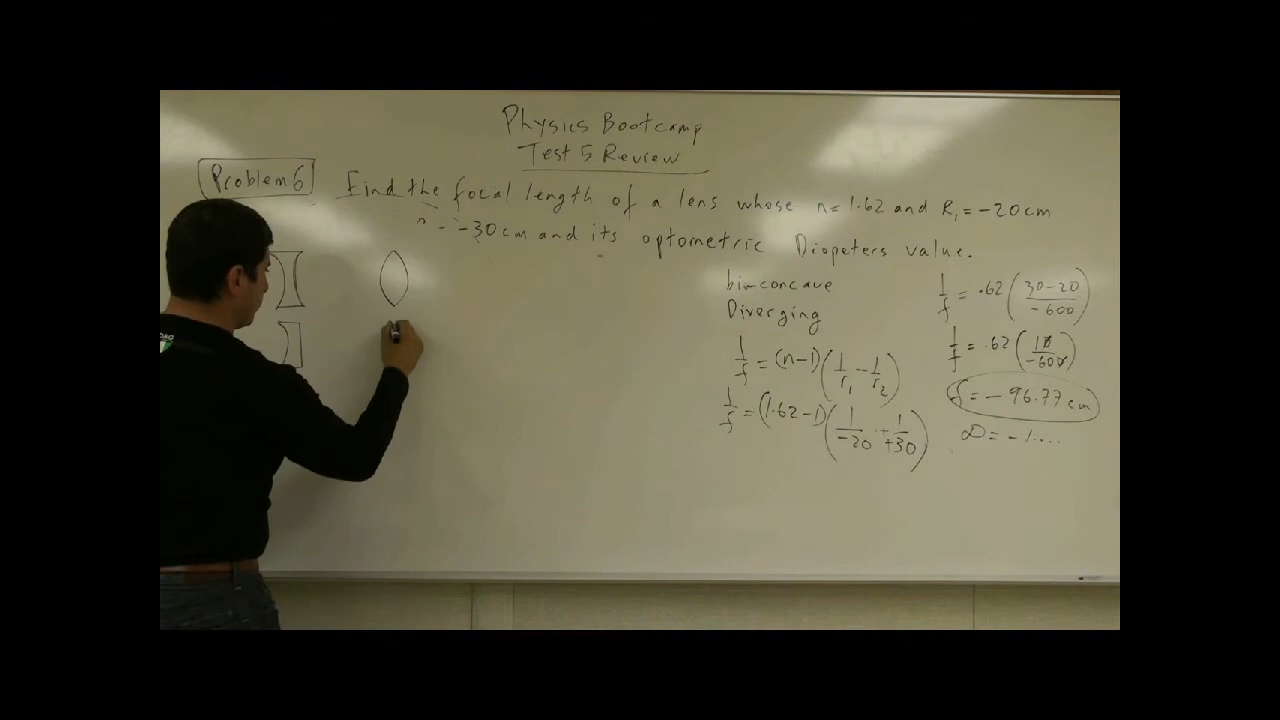 Physics Bootcamp
Test 5 Review
Problem 6
Find the focal length of a lens whose n=1.62 and R₁=-20cm
-30cm and its optometric Diopeters value.
bi-concave
Diverging
1/f = (n-1)(1/r₁ - 1/r₂)
1/f = (1.62-1)(1/-20 + 1/+30)
1/f = .62(30-20/-600)
1/f = .62(10/-600)
f = -96.77 cm
D = -1....